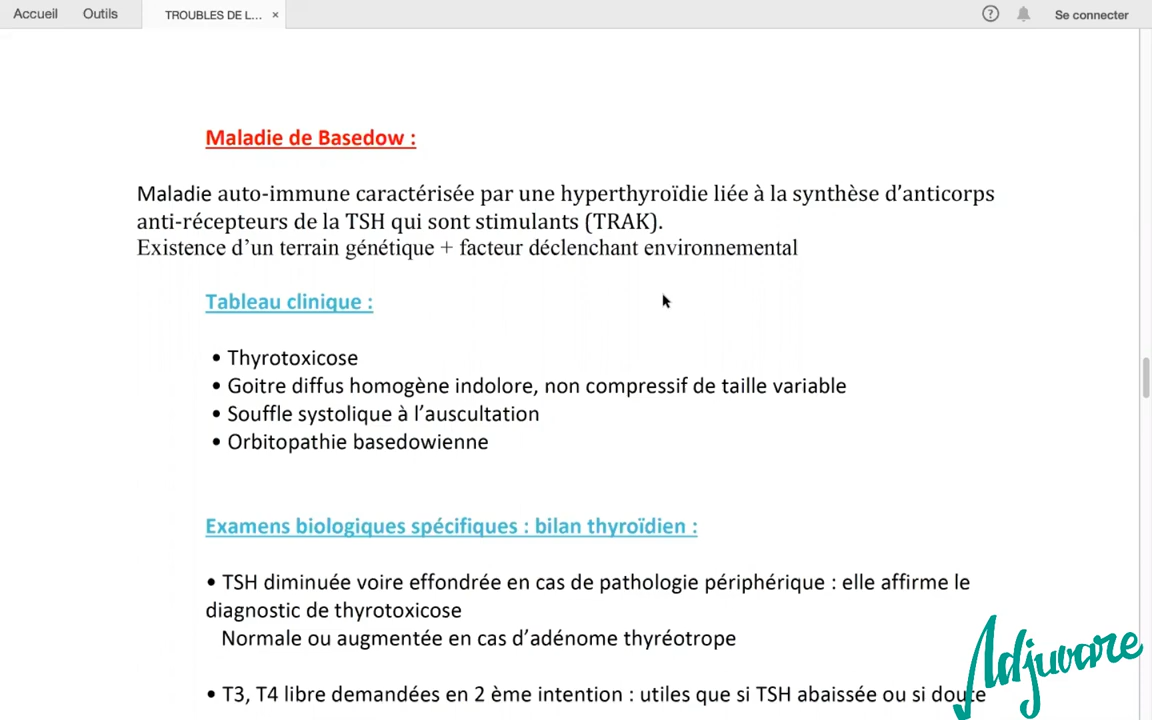 Accueil Outils TROUBLES DE L... × ? Se connecter
Maladie de Basedow :
Maladie auto-immune caractérisée par une hyperthyroïdie liée à la synthèse d’anticorps
anti-récepteurs de la TSH qui sont stimulants (TRAK).
Existence d’un terrain génétique + facteur déclenchant environnemental
Tableau clinique :
• Thyrotoxicose
• Goitre diffus homogène indolore, non compressif de taille variable
• Souffle systolique à l’auscultation
• Orbitopathie basedowienne
Examens biologiques spécifiques : bilan thyroïdien :
• TSH diminuée voire effondrée en cas de pathologie périphérique : elle affirme le
diagnostic de thyrotoxicose
Normale ou augmentée en cas d’adénome thyréotrope
• T3, T4 libre demandées en 2 ème intention : utiles que si TSH abaissée ou si doute
Adjuvare